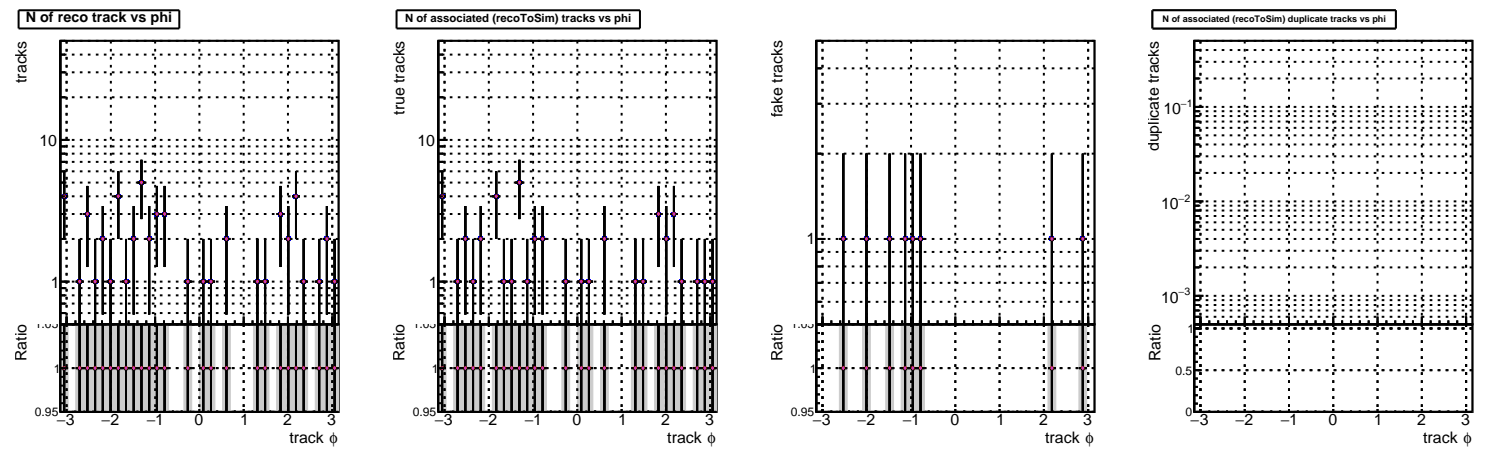 N of reco track vs phi
tracks
10
1
Ratio
1.05
1
0.95
−3 −2 −1 0 1 2 3
track ϕ
N of associated (recoToSim) tracks vs phi
true tracks
10
1
Ratio
1.05
1
0.95
−3 −2 −1 0 1 2 3
track ϕ
fake tracks
1
Ratio
1.05
1
0.95
−3 −2 −1 0 1 2 3
track ϕ
N of associated (recoToSim) duplicate tracks vs phi
duplicate tracks
10⁻¹
10⁻²
10⁻³
Ratio
1
0.5
0
−3 −2 −1 0 1 2 3
track ϕ